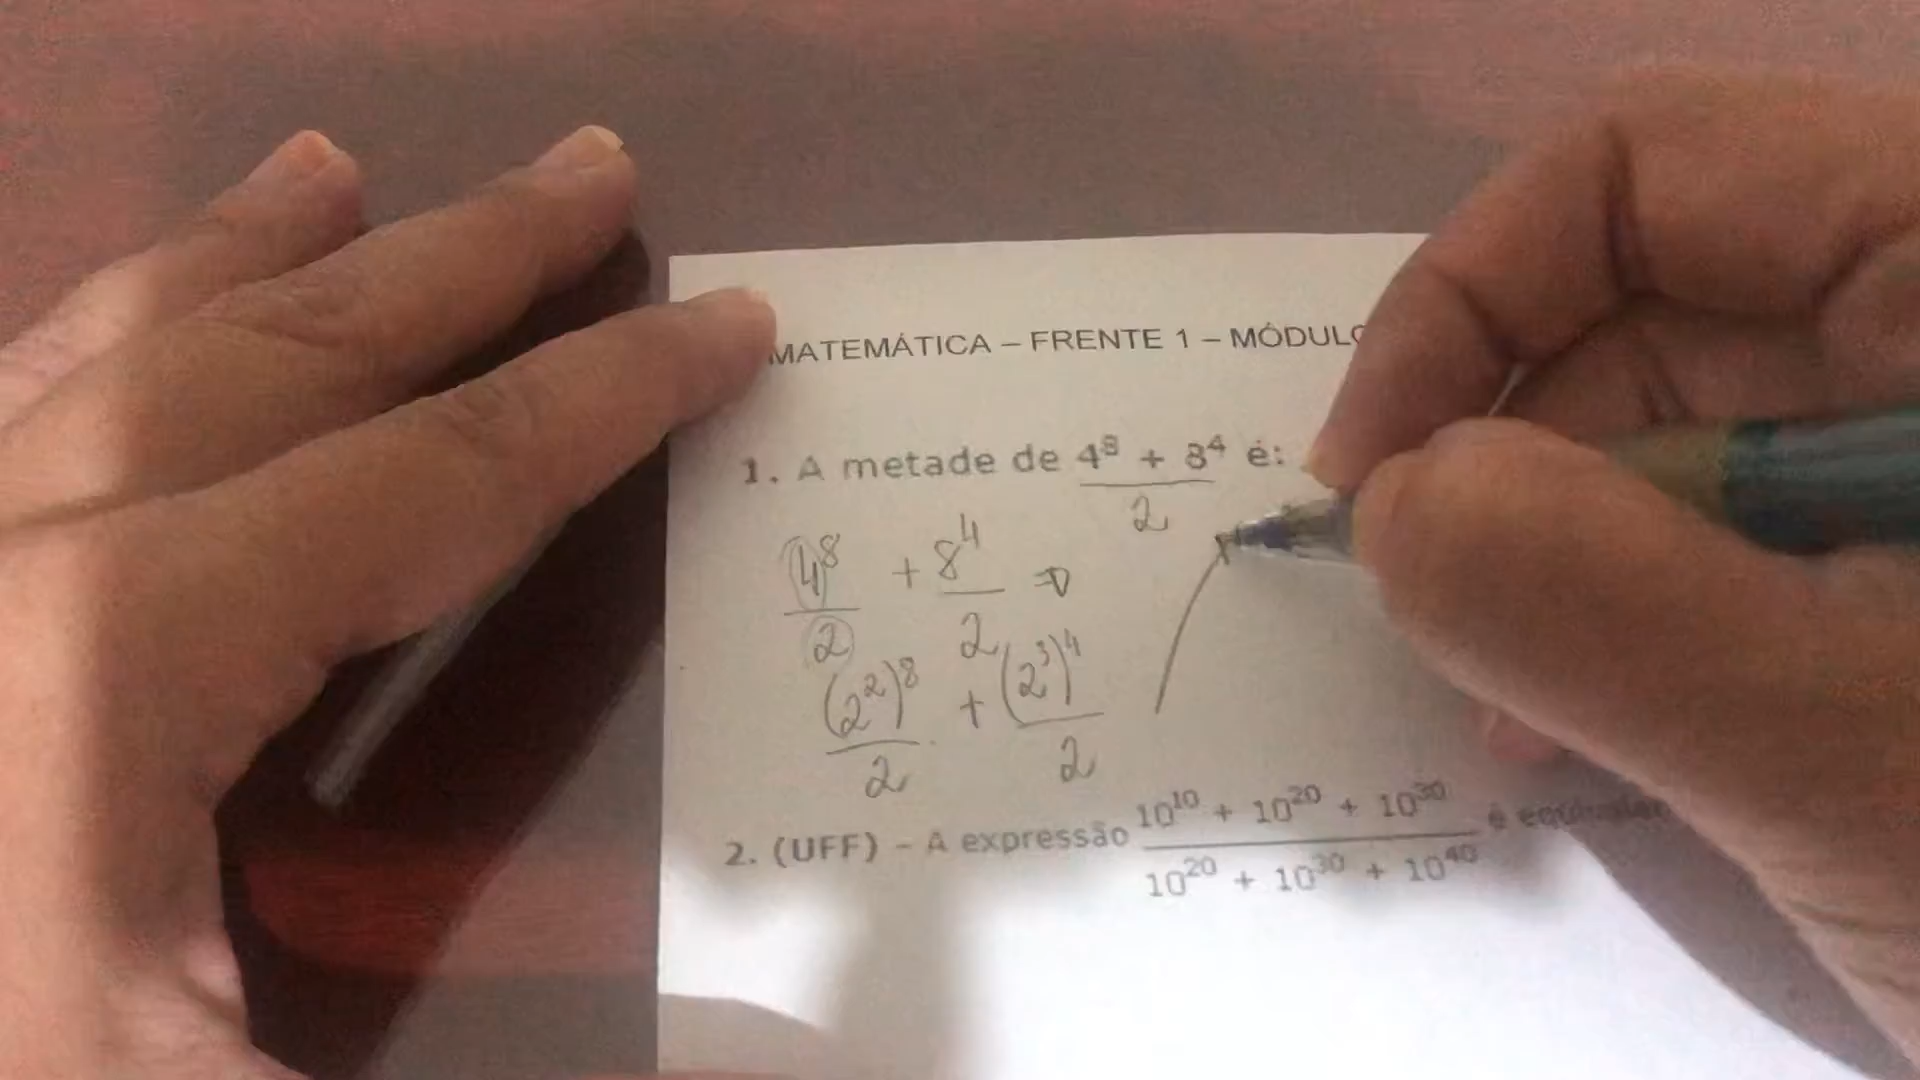 MATEMÁTICA – FRENTE 1 – MÓDULO
1. A metade de 4⁸ + 8⁴ é:
2
4⁸ + 8⁴ ⇒
2 2
(2²)⁸ + (2³)⁴
2 2
2. (UFF) – A expressão 10¹⁰ + 10²⁰ + 10³⁰ é
10²⁰ + 10³⁰ + 10⁴⁰